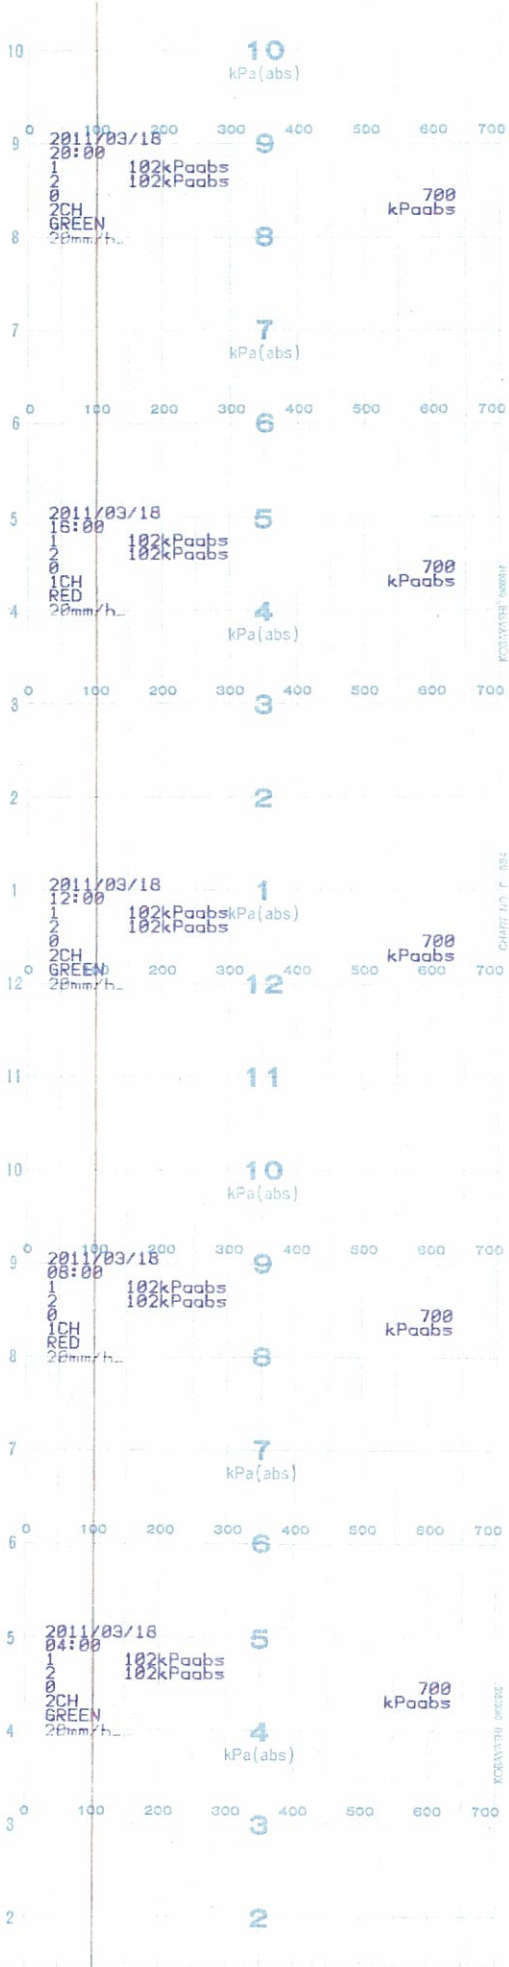 10 10
kPa(abs)
0 100 200 300 400 500 600 700
9 9
2011/03/18
20:00
1 102kPaabs
2 102kPaabs
0 700
2CH kPaabs
GREEN
8 8
20mm/h
7 7
kPa(abs)
0 100 200 300 400 500 600 700
6 6
5 5
2011/03/18
16:00
1 102kPaabs
2 102kPaabs
0 700
1CH kPaabs
RED
4 4
20mm/h
kPa(abs)
0 100 200 300 400 500 600 700
3 3
2 2
1 1
2011/03/18
12:00
1 102kPaabs kPa(abs)
2 102kPaabs
0 700
2CH kPaabs
GREEN
0 100 200 300 400 500 600 700
12 12
20mm/h
11 11
10 10
kPa(abs)
0 100 200 300 400 500 600 700
9 9
2011/03/18
08:00
1 102kPaabs
2 102kPaabs
0 700
1CH kPaabs
RED
8 8
20mm/h
7 7
kPa(abs)
0 100 200 300 400 500 600 700
6 6
5 5
2011/03/18
04:00
1 102kPaabs
2 102kPaabs
0 700
2CH kPaabs
GREEN
4 4
20mm/h
kPa(abs)
0 100 200 300 400 500 600 700
3 3
2 2